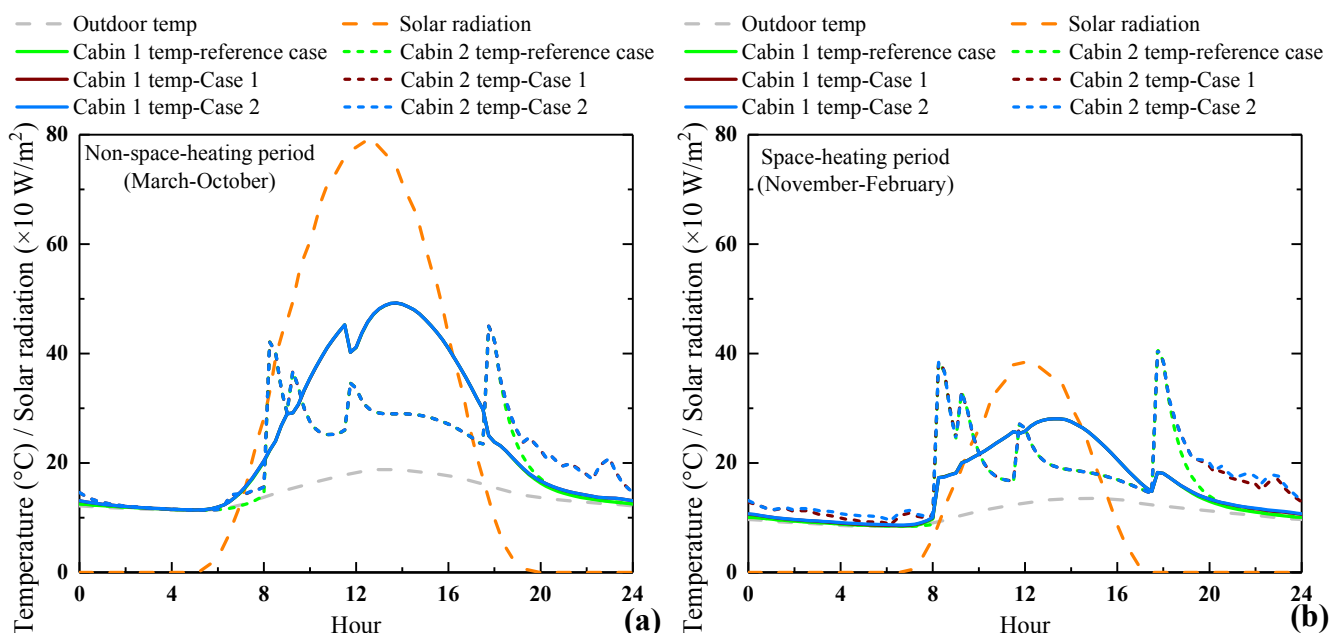 Outdoor temp
Solar radiation
Cabin 1 temp-reference case
Cabin 2 temp-reference case
Cabin 1 temp-Case 1
Cabin 2 temp-Case 1
Cabin 1 temp-Case 2
Cabin 2 temp-Case 2
Temperature (°C) / Solar radiation (×10 W/m²)
80
60
40
20
0
Non-space-heating period
(March-October)
0 4 8 12 16 20 24
Hour
(a)
Outdoor temp
Solar radiation
Cabin 1 temp-reference case
Cabin 2 temp-reference case
Cabin 1 temp-Case 1
Cabin 2 temp-Case 1
Cabin 1 temp-Case 2
Cabin 2 temp-Case 2
Temperature (°C) / Solar radiation (×10 W/m²)
80
60
40
20
0
Space-heating period
(November-February)
0 4 8 12 16 20 24
Hour
(b)